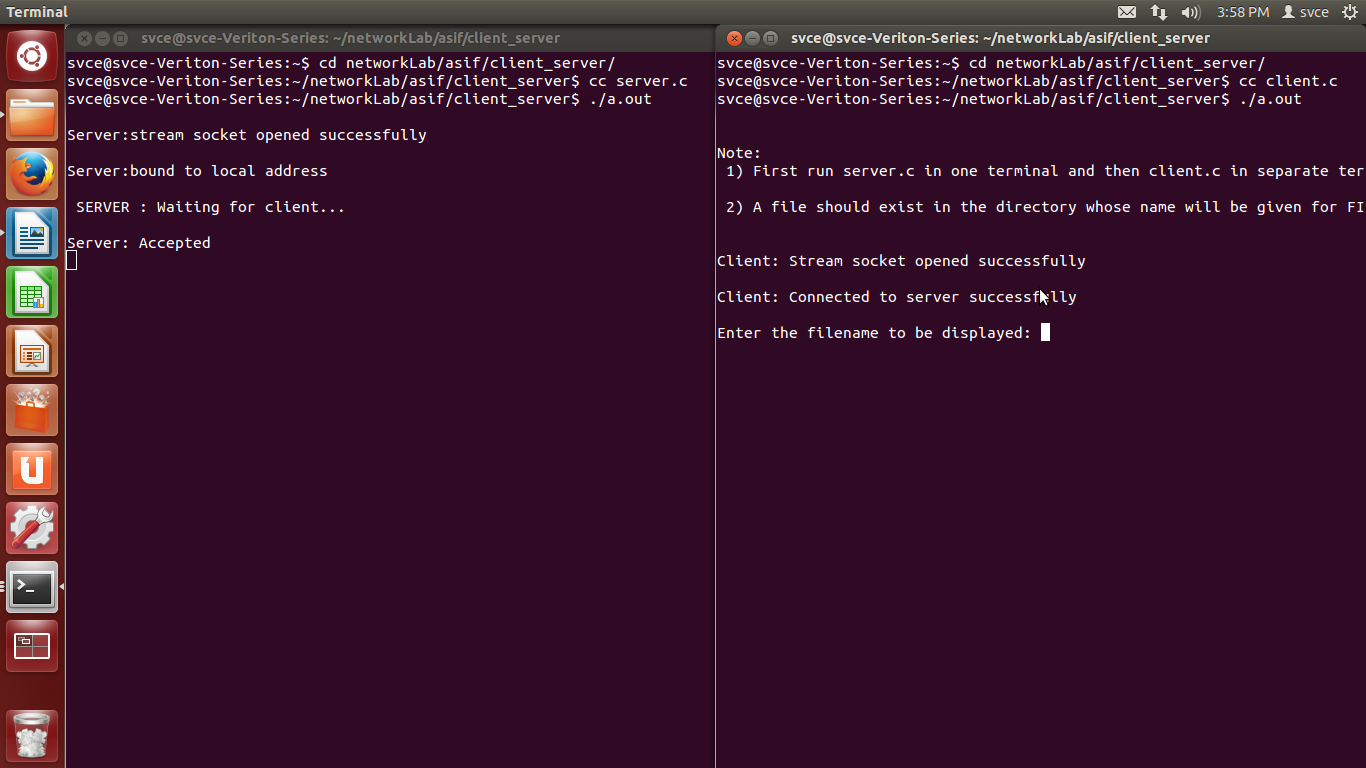 Terminal
3:58 PM svce
svce@svce-Veriton-Series: ~/networkLab/asif/client_server
svce@svce-Veriton-Series:~$ cd networkLab/asif/client_server/
svce@svce-Veriton-Series:~/networkLab/asif/client_server$ cc server.c
svce@svce-Veriton-Series:~/networkLab/asif/client_server$ ./a.out
Server:stream socket opened successfully
Server:bound to local address
SERVER : Waiting for client...
Server: Accepted
svce@svce-Veriton-Series: ~/networkLab/asif/client_server
svce@svce-Veriton-Series:~$ cd networkLab/asif/client_server/
svce@svce-Veriton-Series:~/networkLab/asif/client_server$ cc client.c
svce@svce-Veriton-Series:~/networkLab/asif/client_server$ ./a.out
Note:
1) First run server.c in one terminal and then client.c in separate ter
2) A file should exist in the directory whose name will be given for FI
Client: Stream socket opened successfully
Client: Connected to server successfully
Enter the filename to be displayed: